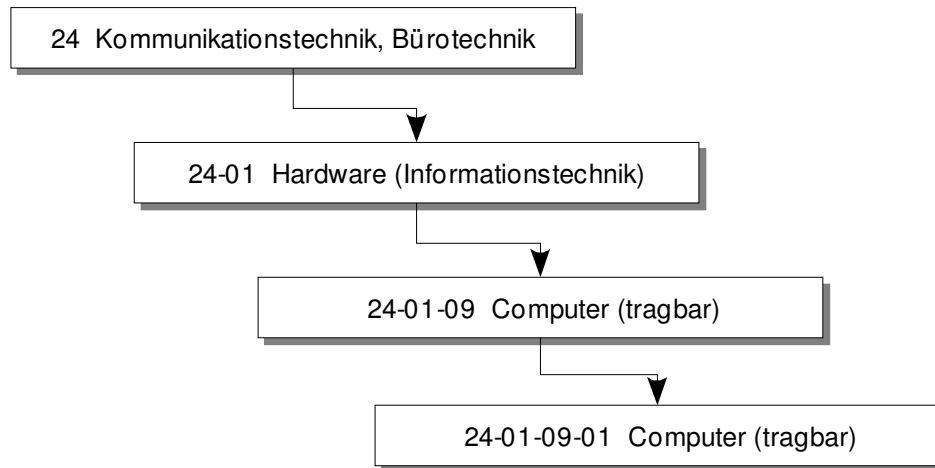 24 Kommunikationstechnik, Bürotechnik
24-01 Hardware (Informationstechnik)
24-01-09 Computer (tragbar)
24-01-09-01 Computer (tragbar)